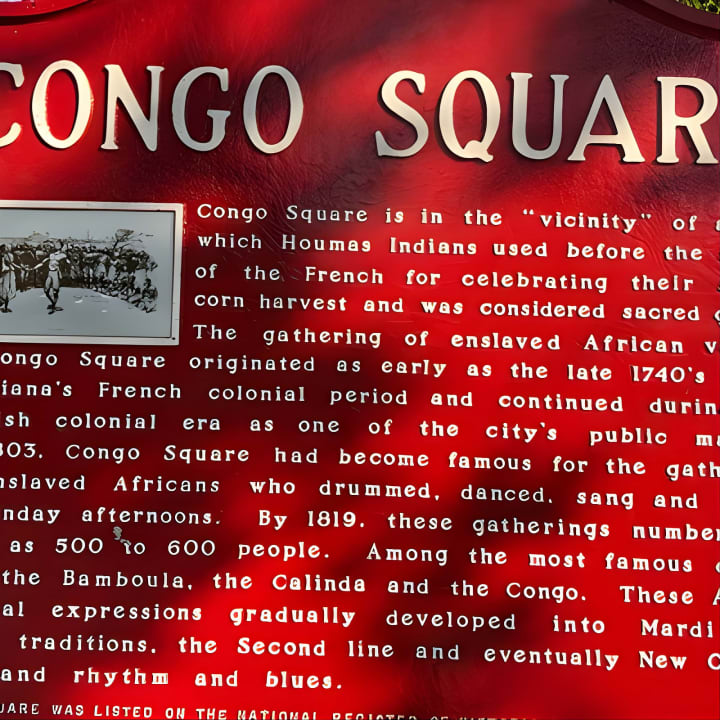 CONGO SQUAR
Congo Square is in the "vicinity" of
which Houmas Indians used before the
of the French for celebrating their
corn harvest and was considered sacred
The gathering of enslaved African v
ongo Square originated as early as the late 1740's
iana's French colonial period and continued durin
ish colonial era as one of the city's public ma
803. Congo Square had become famous for the gath
nslaved Africans who drummed, danced, sang and
nday afternoons. By 1819, these gatherings number
as 500 to 600 people. Among the most famous
the Bamboula, the Calinda and the Congo. These A
al expressions gradually developed into Mardi
traditions, the Second line and eventually New O
and rhythm and blues.
UARE WAS LISTED ON THE NATIONAL REGISTER OF